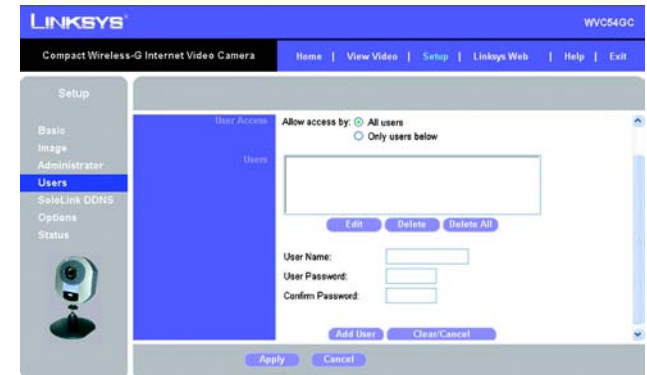 LINKSYS
WVC54GC
Compact Wireless-G Internet Video Camera
Home | View Video | Setup | Linksys Web | Help | Exit
Setup
Basic
Image
Administrator
Users
SoloLink DDNS
Options
Status
User Access
Allow access by: All users
Only users below
Users
Edit Delete Delete All
User Name:
User Password:
Confirm Password:
Add User Clear/Cancel
Apply Cancel